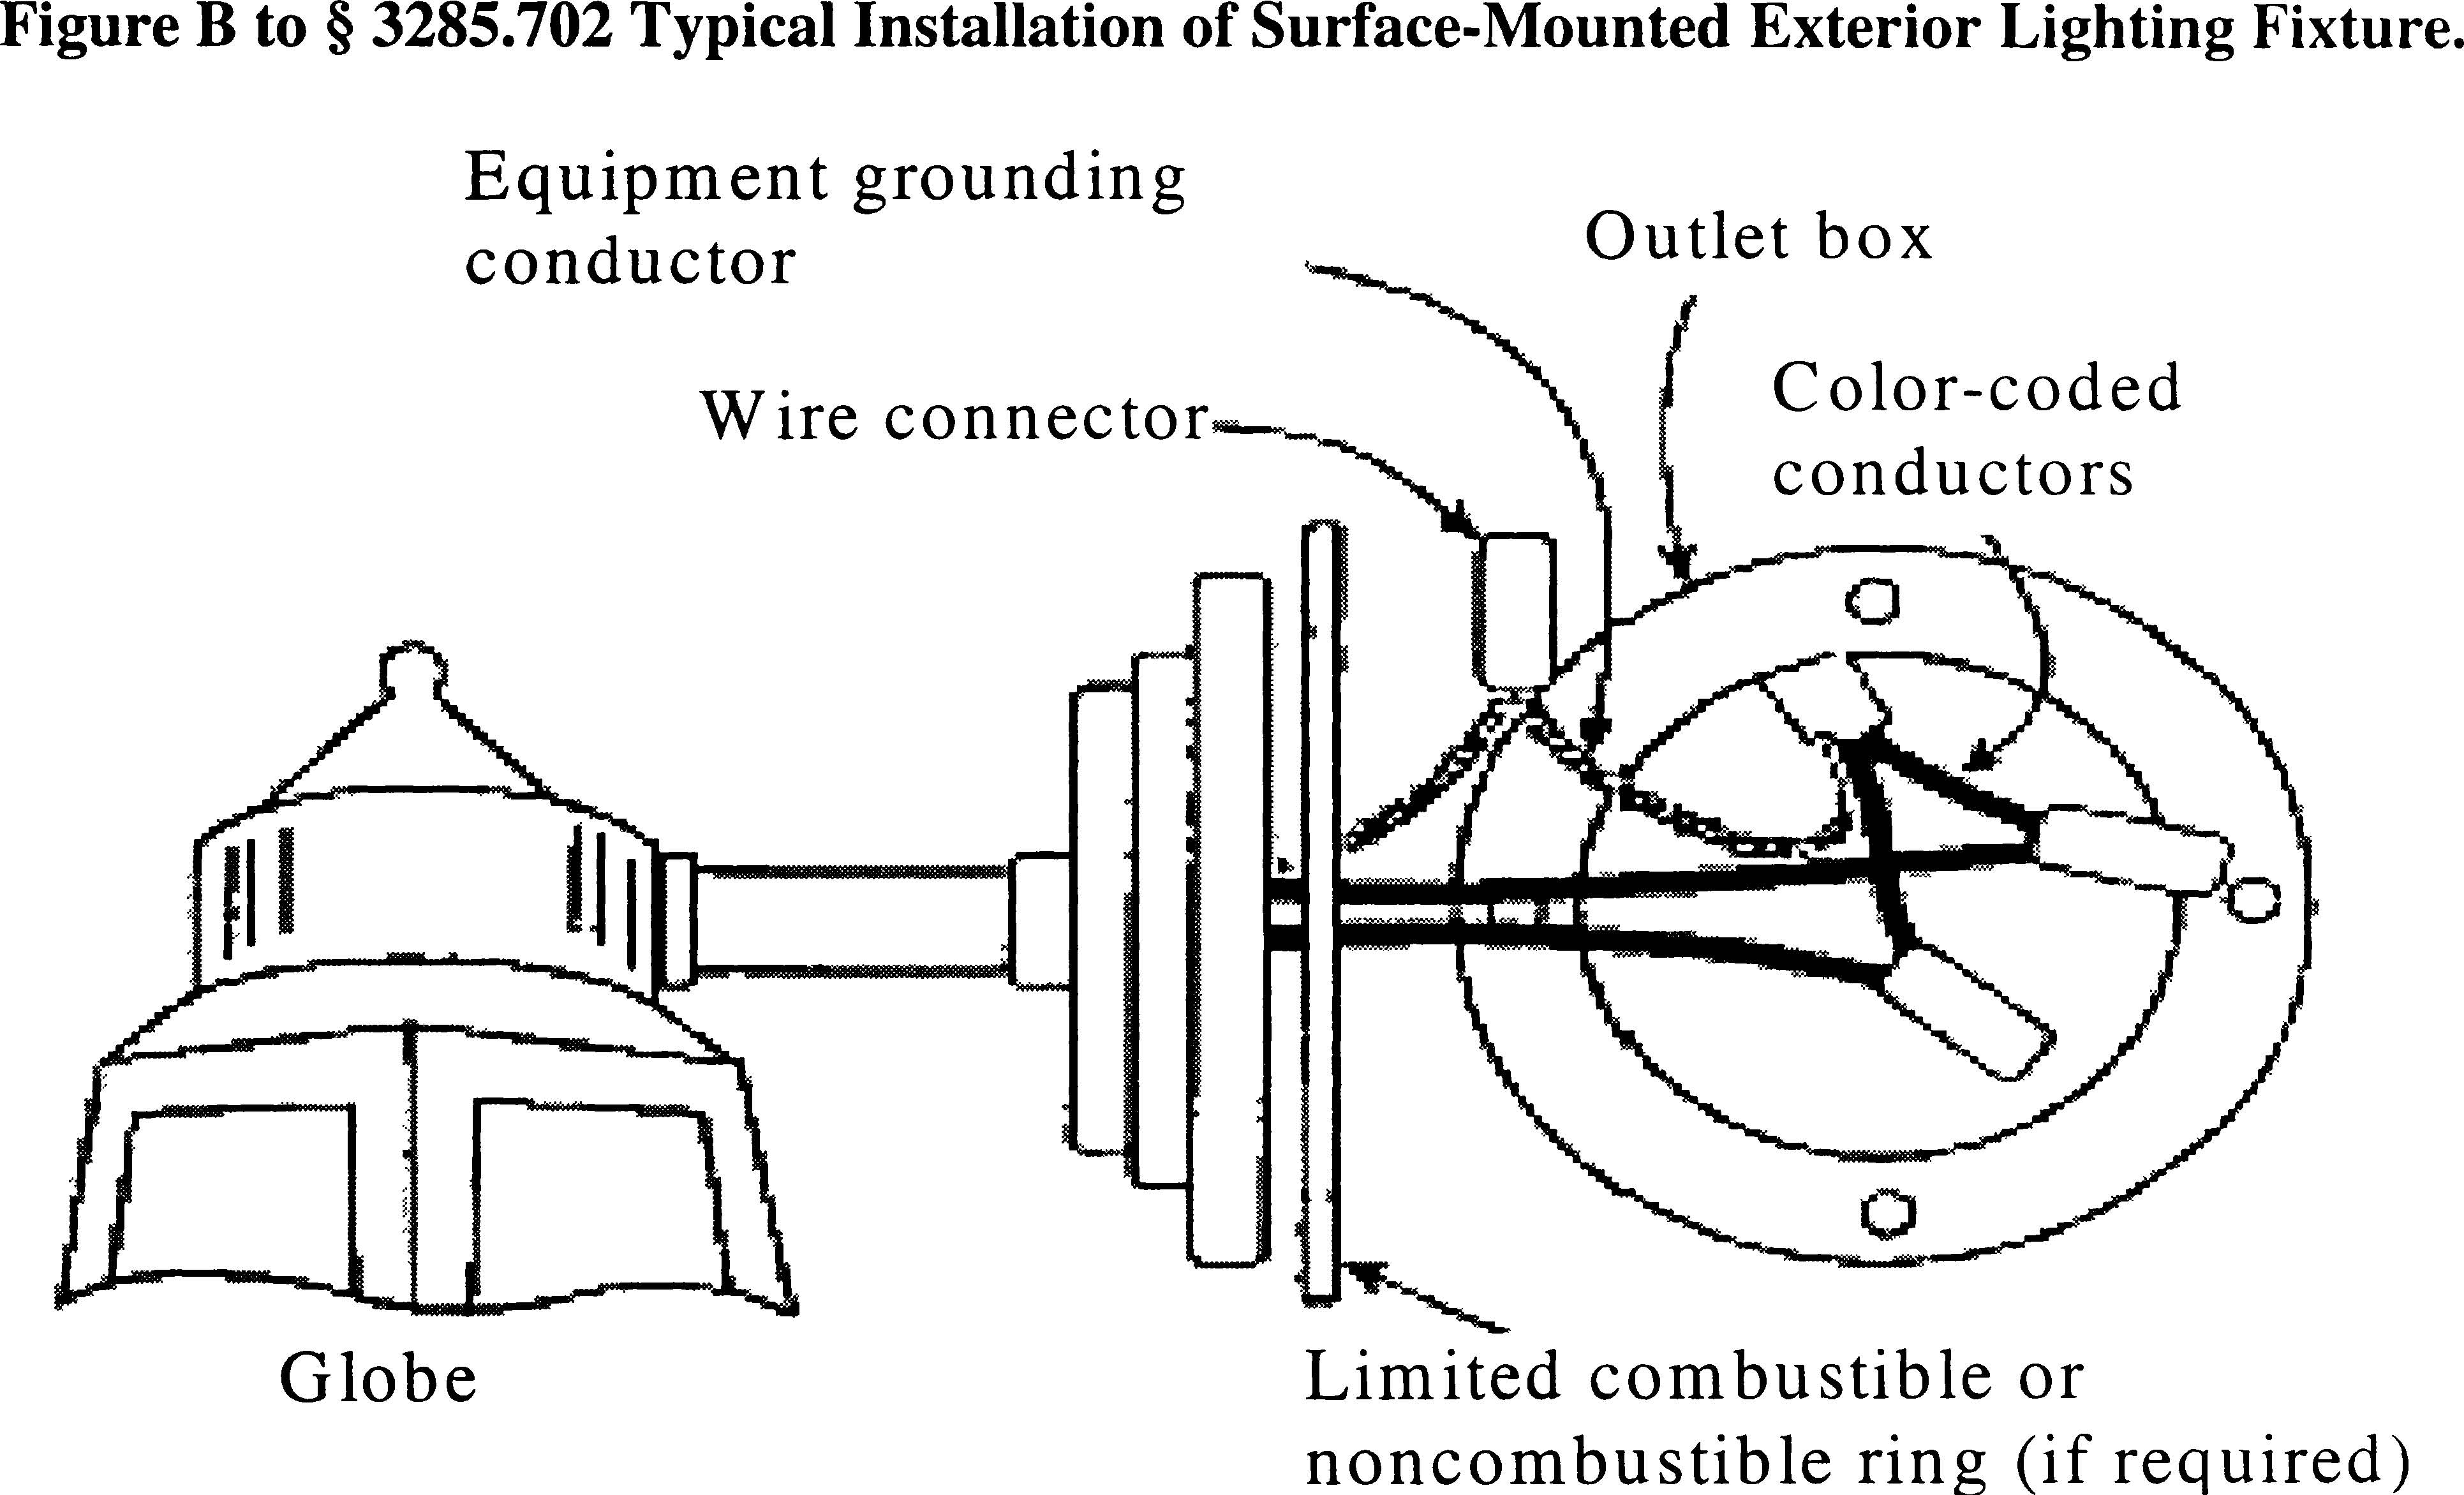 Figure B to § 3285.702 Typical Installation of Surface-Mounted Exterior Lighting Fixture.
Equipment grounding
conductor
Outlet box
Wire connector
Color-coded
conductors
Globe
Limited combustible or
noncombustible ring (if required)